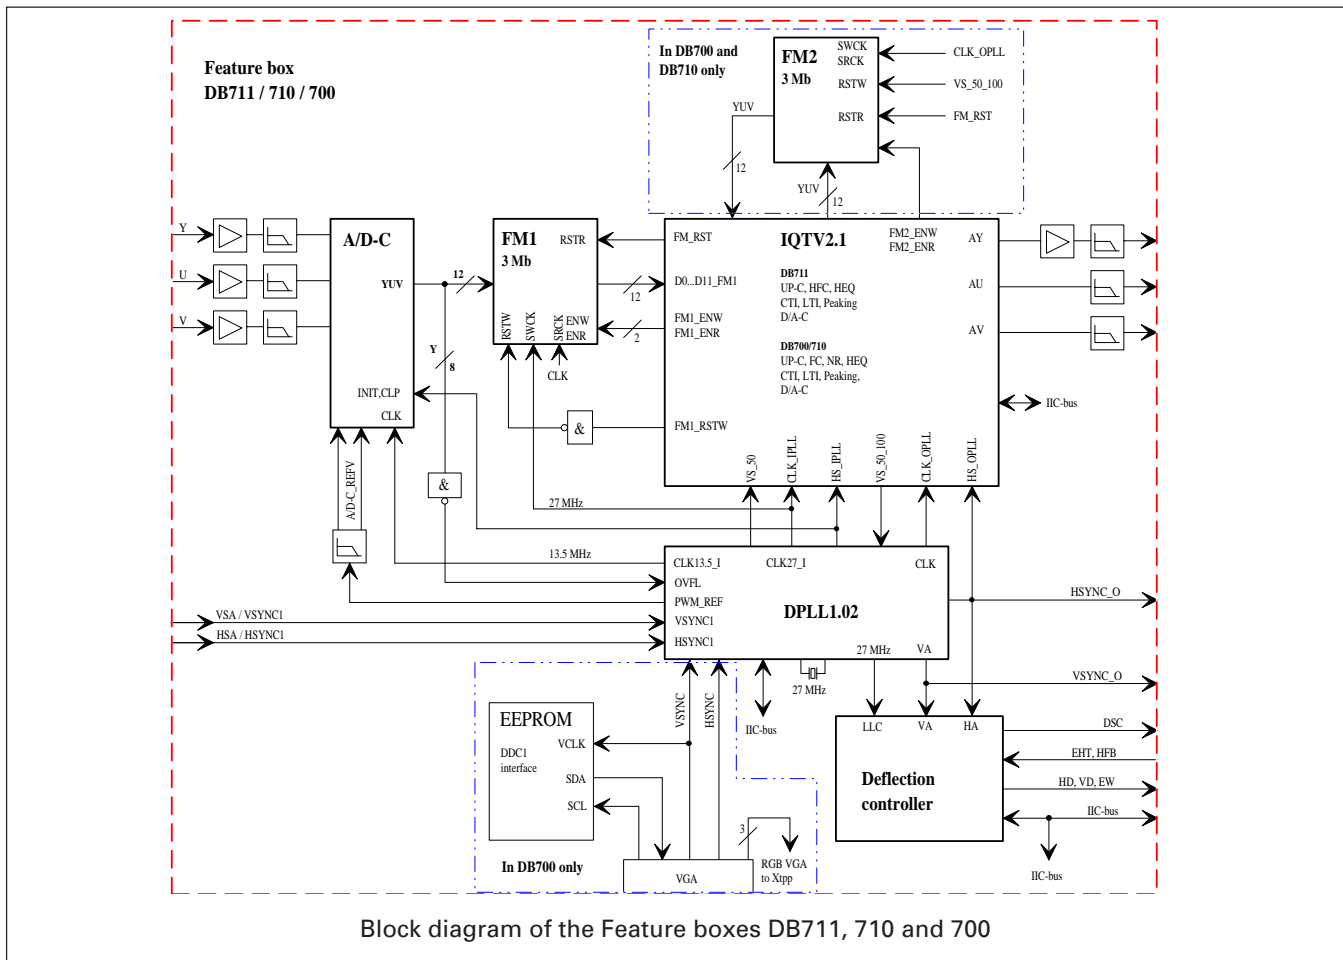 Feature box
DB711 / 710 / 700
In DB700 and
DB710 only
FM2
3 Mb
SWCK
SRCK
RSTW
RSTR
CLK_OPLL
VS_50_100
FM_RST
YUV
12
YUV
12
Y
U
V
A/D-C
YUV
INIT,CLP
CLK
12
Y
8
FM1
3 Mb
RSTR
RSTW
SWCK
SRCK
ENW
ENR
CLK
12
2
FM_RST
D0...D11_FM1
FM1_ENW
FM1_ENR
FM1_RSTW
IQTV2.1
FM2_ENW
FM2_ENR
DB711
UP-C, HFC, HEQ
CTI, LTI, Peaking
D/A-C
DB700/710
UP-C, FC, NR, HEQ
CTI, LTI, Peaking,
D/A-C
AY
AU
AV
IIC-bus
VS_50
CLK_IPLL
HS_IPLL
VS_50_100
CLK_OPLL
HS_OPLL
&
&
A/D-C_REFV
27 MHz
13.5 MHz
CLK13.5_I
CLK27_I
CLK
OVFL
PWM_REF
VSYNC1
HSYNC1
DPLL1.02
27 MHz
VA
VSA / VSYNC1
HSA / HSYNC1
HSYNC_O
VSYNC_O
27 MHz
IIC-bus
VSYNC
HSYNC
EEPROM
DDC1
interface
VCLK
SDA
SCL
In DB700 only
VGA
3
RGB VGA
to Xtpp
LLC
VA
HA
Deflection
controller
DSC
EHT, HFB
HD, VD, EW
IIC-bus
IIC-bus
Block diagram of the Feature boxes DB711, 710 and 700